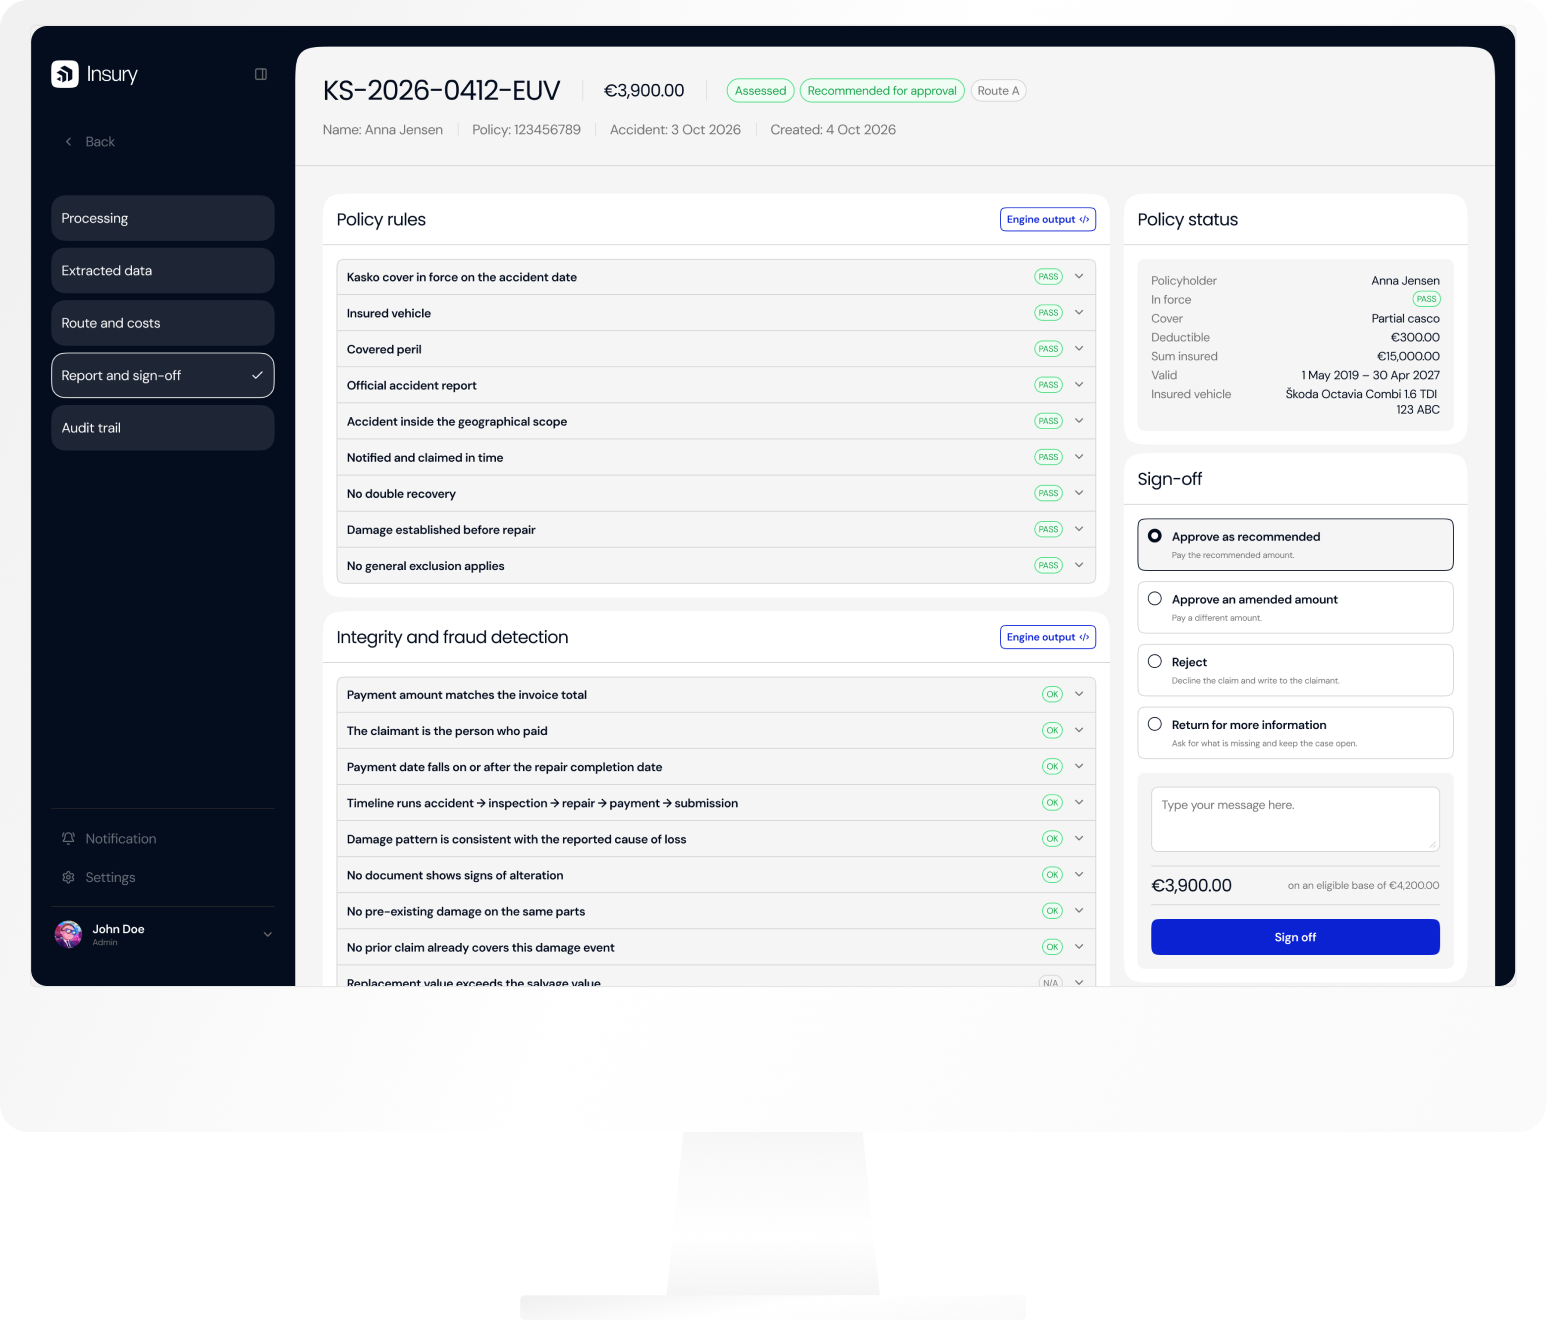 Insury
Back
Processing
Extracted data
Route and costs
Report and sign-off
Audit trail
Notification
Settings
John Doe
Admin
KS-2026-0412-EUV
€3,900.00
Assessed
Recommended for approval
Route A
Name: Anna Jensen
Policy: 123456789
Accident: 3 Oct 2026
Created: 4 Oct 2026
Policy rules
Engine output </>
Kasko cover in force on the accident date PASS
Insured vehicle PASS
Covered peril PASS
Official accident report PASS
Accident inside the geographical scope PASS
Notified and claimed in time PASS
No double recovery PASS
Damage established before repair PASS
No general exclusion applies PASS
Integrity and fraud detection
Engine output </>
Payment amount matches the invoice total OK
The claimant is the person who paid OK
Payment date falls on or after the repair completion date OK
Timeline runs accident → inspection → repair → payment → submission OK
Damage pattern is consistent with the reported cause of loss OK
No document shows signs of alteration OK
No pre-existing damage on the same parts OK
No prior claim already covers this damage event OK
Replacement value exceeds the salvage value N/A
Policy status
Policyholder Anna Jensen
In force PASS
Cover Partial casco
Deductible €300.00
Sum insured €15,000.00
Valid 1 May 2019 – 30 Apr 2027
Insured vehicle Škoda Octavia Combi 1.6 TDI
123 ABC
Sign-off
Approve as recommended
Pay the recommended amount.
Approve an amended amount
Pay a different amount.
Reject
Decline the claim and write to the claimant.
Return for more information
Ask for what is missing and keep the case open.
Type your message here.
€3,900.00 on an eligible base of €4,200.00
Sign off